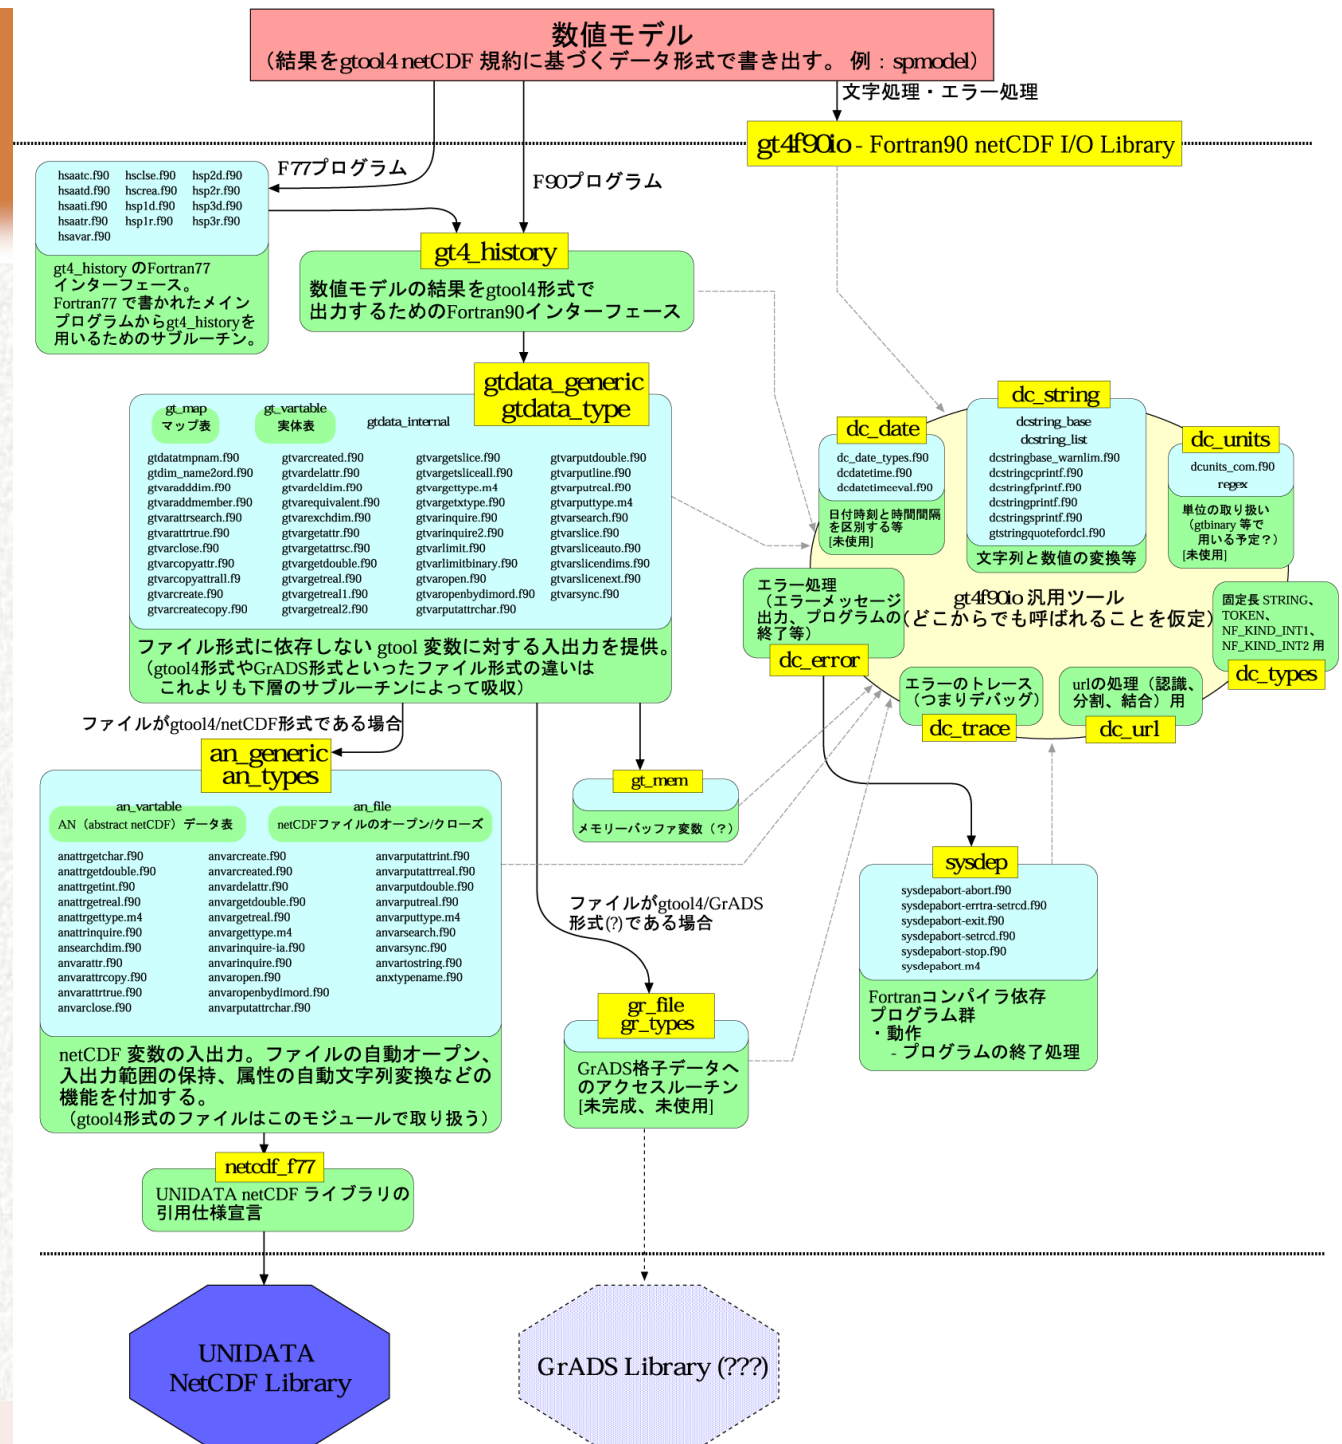 数値モデル
（結果をgtool4 netCDF 規約に基づくデータ形式で書き出す。 例：spmodel）
文字処理・エラー処理
gt4f90io - Fortran90 netCDF I/O Library
F77プログラム
F90プログラム
hsaatc.f90 hsclse.f90 hsp2d.f90
hsaatd.f90 hscrea.f90 hsp2r.f90
hsaati.f90 hsp1d.f90 hsp3d.f90
hsaatr.f90 hsp1r.f90 hsp3r.f90
hsavar.f90
gt4_history のFortran77
インターフェース。
Fortran77 で書かれたメイン
プログラムからgt4_historyを
用いるためのサブルーチン。
gt4_history
数値モデルの結果をgtool4形式で
出力するためのFortran90インターフェース
gtdata_generic
gtdata_type
gt_map
マップ表
gt_vartable
実体表
gtdata_internal
gtdatatmpnam.f90 gtvarcreated.f90 gtvargetslice.f90 gtvarputdouble.f90
gtdim_name2ord.f90 gtvardelattr.f90 gtvargetsliceall.f90 gtvarputline.f90
gtvaradddim.f90 gtvardeldim.f90 gtvargettype.m4 gtvarputreal.f90
gtvaraddmember.f90 gtvarequivalent.f90 gtvargetxtype.f90 gtvarputtype.m4
gtvarattrsearch.f90 gtvarexchdim.f90 gtvarinquire.f90 gtvarsearch.f90
gtvarattrtrue.f90 gtvargetattr.f90 gtvarinquire2.f90 gtvarslice.f90
gtvarclose.f90 gtvargetattrsc.f90 gtvarlimit.f90 gtvarsliceauto.f90
gtvarcopyattr.f90 gtvargetdouble.f90 gtvarlimitbinary.f90 gtvarslicendims.f90
gtvarcopyattrall.f9 gtvargetreal.f90 gtvaropen.f90 gtvarslicenext.f90
gtvarcreate.f90 gtvargetreal1.f90 gtvaropenbydimord.f90 gtvarsync.f90
gtvarcreatecopy.f90 gtvargetreal2.f90 gtvarputattrchar.f90
ファイル形式に依存しない gtool 変数に対する入出力を提供。
（gtool4形式やGrADS形式といったファイル形式の違いは
これよりも下層のサブルーチンによって吸収）
dc_date
dc_date_types.f90
dcdatetime.f90
dcdatetimeeval.f90
日付時刻と時間間隔
を区別する等
[未使用]
dc_string
dcstring_base
dcstring_list
dcstringbase_warnlim.f90
dcstringcprintf.f90
dcstringfprintf.f90
dcstringprintf.f90
dcstringsprintf.f90
gtstringquotefordcl.f90
文字列と数値の変換等
dc_units
dcunits_com.f90
regex
単位の取り扱い
（gtbinary 等で
用いる予定？）
[未使用]
エラー処理
（エラーメッセージ
出力、プログラムの
終了等）
dc_error
gt4f90io 汎用ツール
（どこからでも呼ばれることを仮定）
固定長 STRING、
TOKEN、
NF_KIND_INT1、
NF_KIND_INT2 用
dc_types
エラーのトレース
（つまりデバッグ）
dc_trace
urlの処理（認識、
分割、結合）用
dc_url
ファイルがgtool4/netCDF形式である場合
an_generic
an_types
an_vartable
AN（abstract netCDF）データ表
an_file
netCDFファイルのオープン/クローズ
anattrgetchar.f90 anvarcreate.f90 anvarputattrint.f90
anattrgetdouble.f90 anvarcreated.f90 anvarputattrreal.f90
anattrgetint.f90 anvardelattr.f90 anvarputdouble.f90
anattrgetreal.f90 anvargetdouble.f90 anvarputreal.f90
anattrgettype.m4 anvargetreal.f90 anvarputtype.m4
anattrinquire.f90 anvargettype.m4 anvarsearch.f90
ansearchdim.f90 anvarinquire-ia.f90 anvarsync.f90
anvarattr.f90 anvarinquire.f90 anvartostring.f90
anvarattrcopy.f90 anvaropen.f90 anxtypename.f90
anvarattrtrue.f90 anvaropenbydimord.f90
anvarclose.f90 anvarputattrchar.f90
netCDF 変数の入出力。ファイルの自動オープン、
入出力範囲の保持、属性の自動文字列変換などの
機能を付加する。
（gtool4形式のファイルはこのモジュールで取り扱う）
gt_mem
メモリーバッファ変数（？）
ファイルがgtool4/GrADS
形式(?)である場合
gr_file
gr_types
GrADS格子データへ
のアクセスルーチン
[未完成、未使用]
sysdep
sysdepabort-abort.f90
sysdepabort-errtra-setrcd.f90
sysdepabort-exit.f90
sysdepabort-setrcd.f90
sysdepabort-stop.f90
sysdepabort.m4
Fortranコンパイラ依存
プログラム群
・動作
- プログラムの終了処理
netcdf_f77
UNIDATA netCDF ライブラリの
引用仕様宣言
UNIDATA
NetCDF Library
GrADS Library (???)